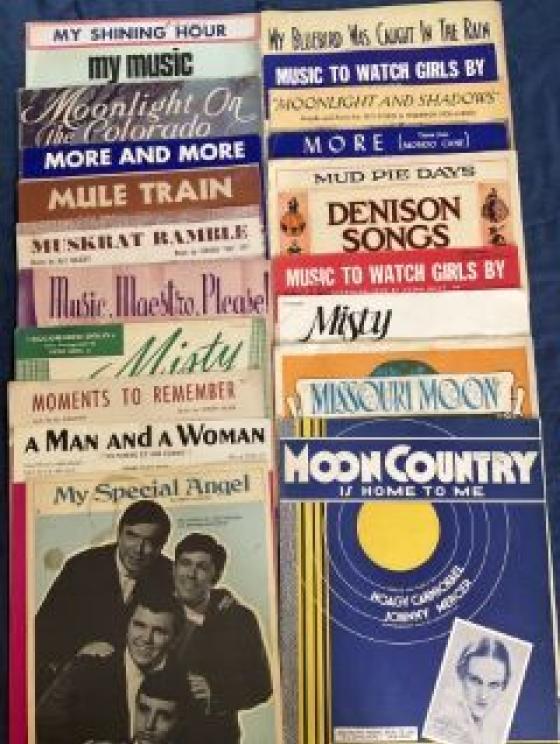 MY SHINING HOUR
my music
Moonlight On
the Colorado
MORE AND MORE
MULE TRAIN
MUSKRAT RAMBLE
Music, Maestro, Please!
Misty
MOMENTS TO REMEMBER
A MAN AND A WOMAN
My Special Angel
MY BLUEBIRD WAS CAUGHT IN THE RAIN
MUSIC TO WATCH GIRLS BY
"MOONLIGHT AND SHADOWS"
MORE
MONDO CANE
MUD PIE DAYS
DENISON
SONGS
MUSIC TO WATCH GIRLS BY
Misty
MISSOURI MOON
MOON COUNTRY
IS HOME TO ME
HOAGY CARMICHAEL
JOHNNY MERCER